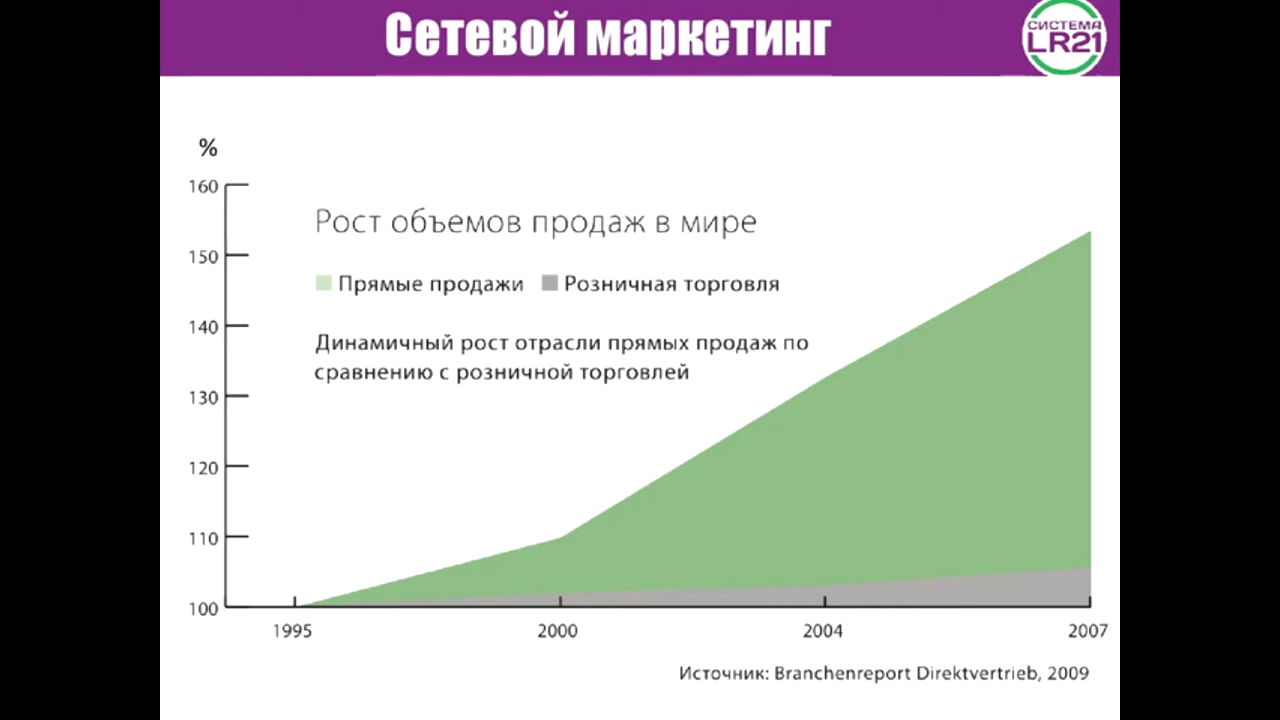 Сетевой маркетинг
СИСТЕМА
LR21
%
160
Рост объемов продаж в мире
150
Прямые продажи Розничная торговля
140
Динамичный рост отрасли прямых продаж по
сравнению с розничной торговлей
130
120
110
100
1995 2000 2004 2007
Источник: Branchenreport Direktvertrieb, 2009